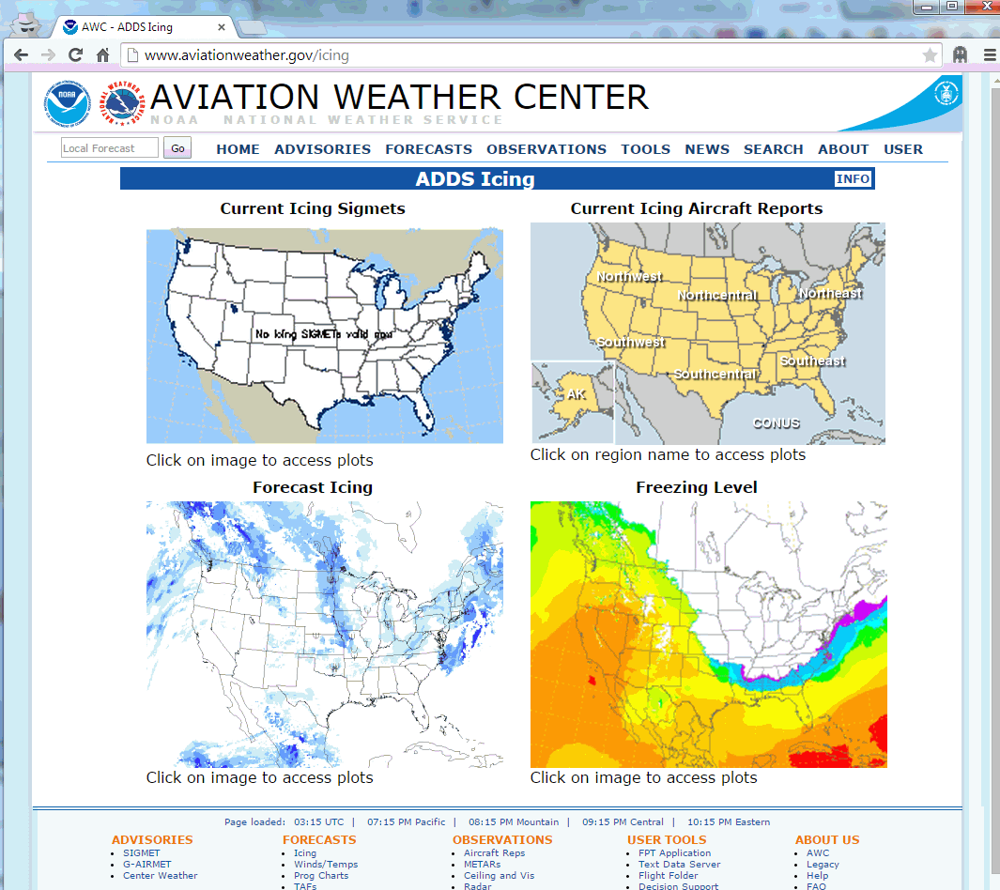 AWC - ADDS Icing
www.aviationweather.gov/icing
NOAA
AVIATION WEATHER CENTER
NOAA NATIONAL WEATHER SERVICE
Local Forecast Go HOME ADVISORIES FORECASTS OBSERVATIONS TOOLS NEWS SEARCH ABOUT USER
ADDS Icing INFO
Current Icing Sigmets
No Icing SIGMETs valid now
Click on image to access plots
Current Icing Aircraft Reports
Northwest
Northcentral
Northeast
Southwest
Southeast
Southcentral
AK
CONUS
Click on region name to access plots
Forecast Icing
Click on image to access plots
Freezing Level
Click on image to access plots
Page loaded: 03:15 UTC | 07:15 PM Pacific | 08:15 PM Mountain | 09:15 PM Central | 10:15 PM Eastern
ADVISORIES
SIGMET
G-AIRMET
Center Weather
FORECASTS
Icing
Winds/Temps
Prog Charts
TAFs
OBSERVATIONS
Aircraft Reps
METARs
Ceiling and Vis
Radar
USER TOOLS
FPT Application
Text Data Server
Flight Folder
Decision Support
ABOUT US
AWC
Legacy
Help
FAQ